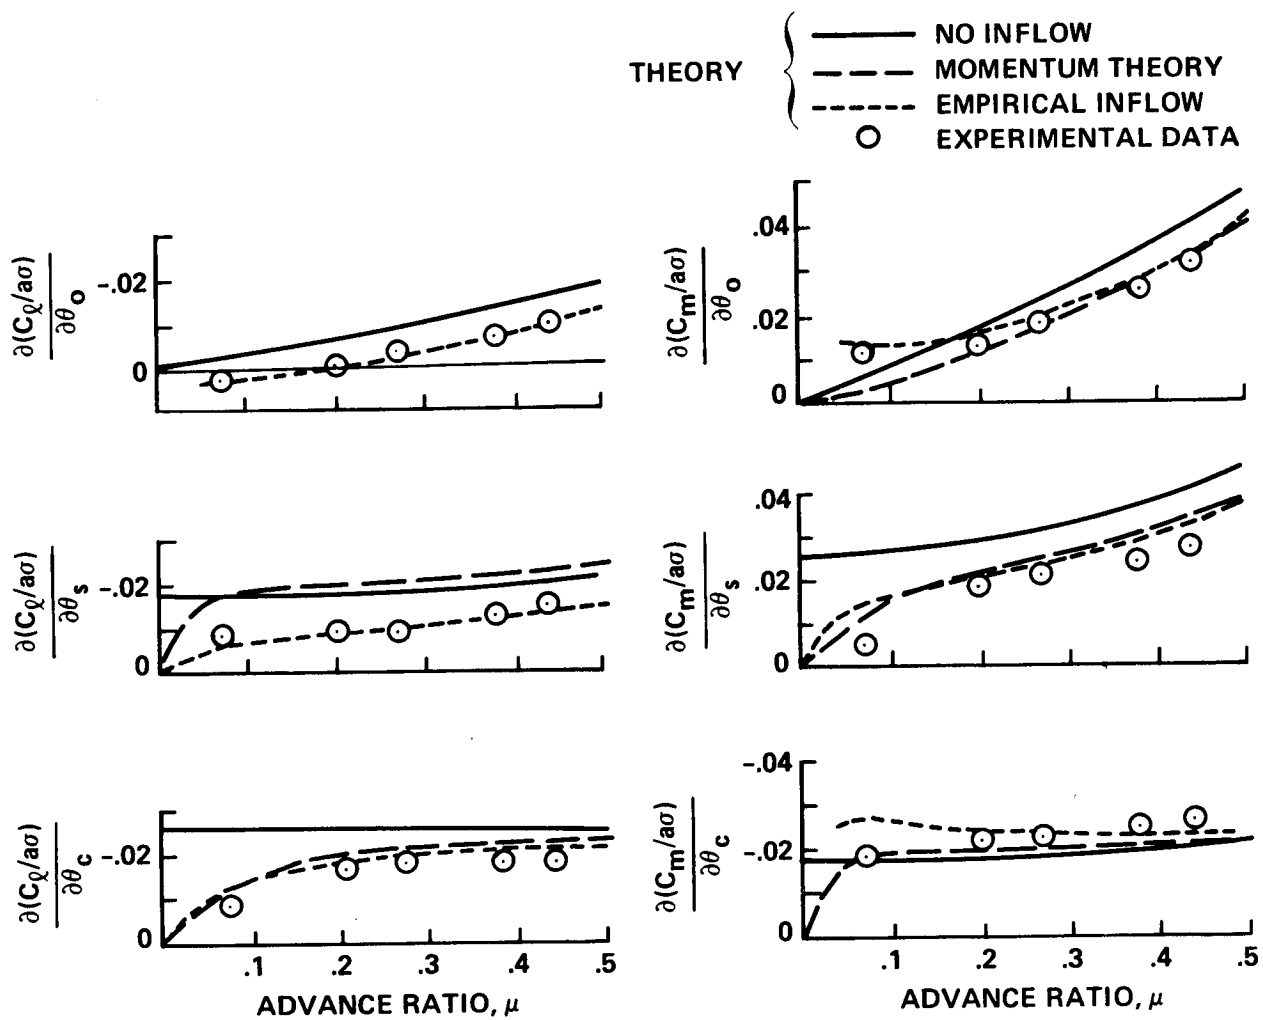 THEORY
NO INFLOW
MOMENTUM THEORY
EMPIRICAL INFLOW
EXPERIMENTAL DATA
∂(Cℓ/aσ)
∂θo
-.02
0
∂(Cm/aσ)
∂θo
.04
.02
0
∂(Cℓ/aσ)
∂θs
-.02
0
∂(Cm/aσ)
∂θs
.04
.02
0
∂(Cℓ/aσ)
∂θc
-.02
0
.1 .2 .3 .4 .5
ADVANCE RATIO, μ
∂(Cm/aσ)
∂θc
-.04
-.02
0
.1 .2 .3 .4 .5
ADVANCE RATIO, μ